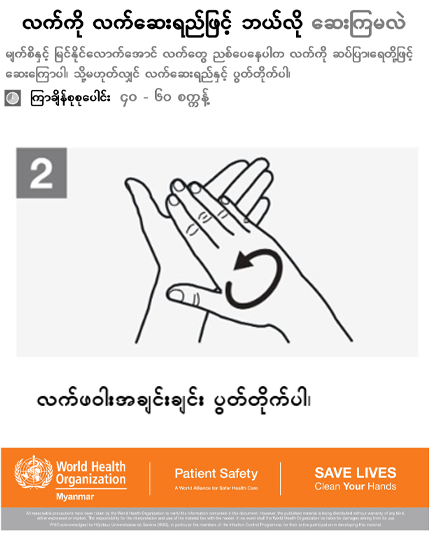 လက်ကို လက်ဆေးရည်ဖြင့် ဘယ်လို ဆေးကြမလဲ
မျက်စိနှင့် မြင်နိုင်လောက်အောင် လက်တွေ ညစ်ပေနေပါက လက်ကို ဆပ်ပြာရေတို့ဖြင့်
ဆေးကြောပါ၊ သို့မဟုတ်လျှင် လက်ဆေးရည်နှင့် ပွတ်တိုက်ပါ၊
ကြာချိန်စုစုပေါင်း ၄၀ - ၆၀ စက္ကန့်
2
လက်ဖဝါးအချင်းချင်း ပွတ်တိုက်ပါ၊
World Health
Organization
Myanmar
Patient Safety
A World Alliance for Safer Health Care
SAVE LIVES
Clean Your Hands